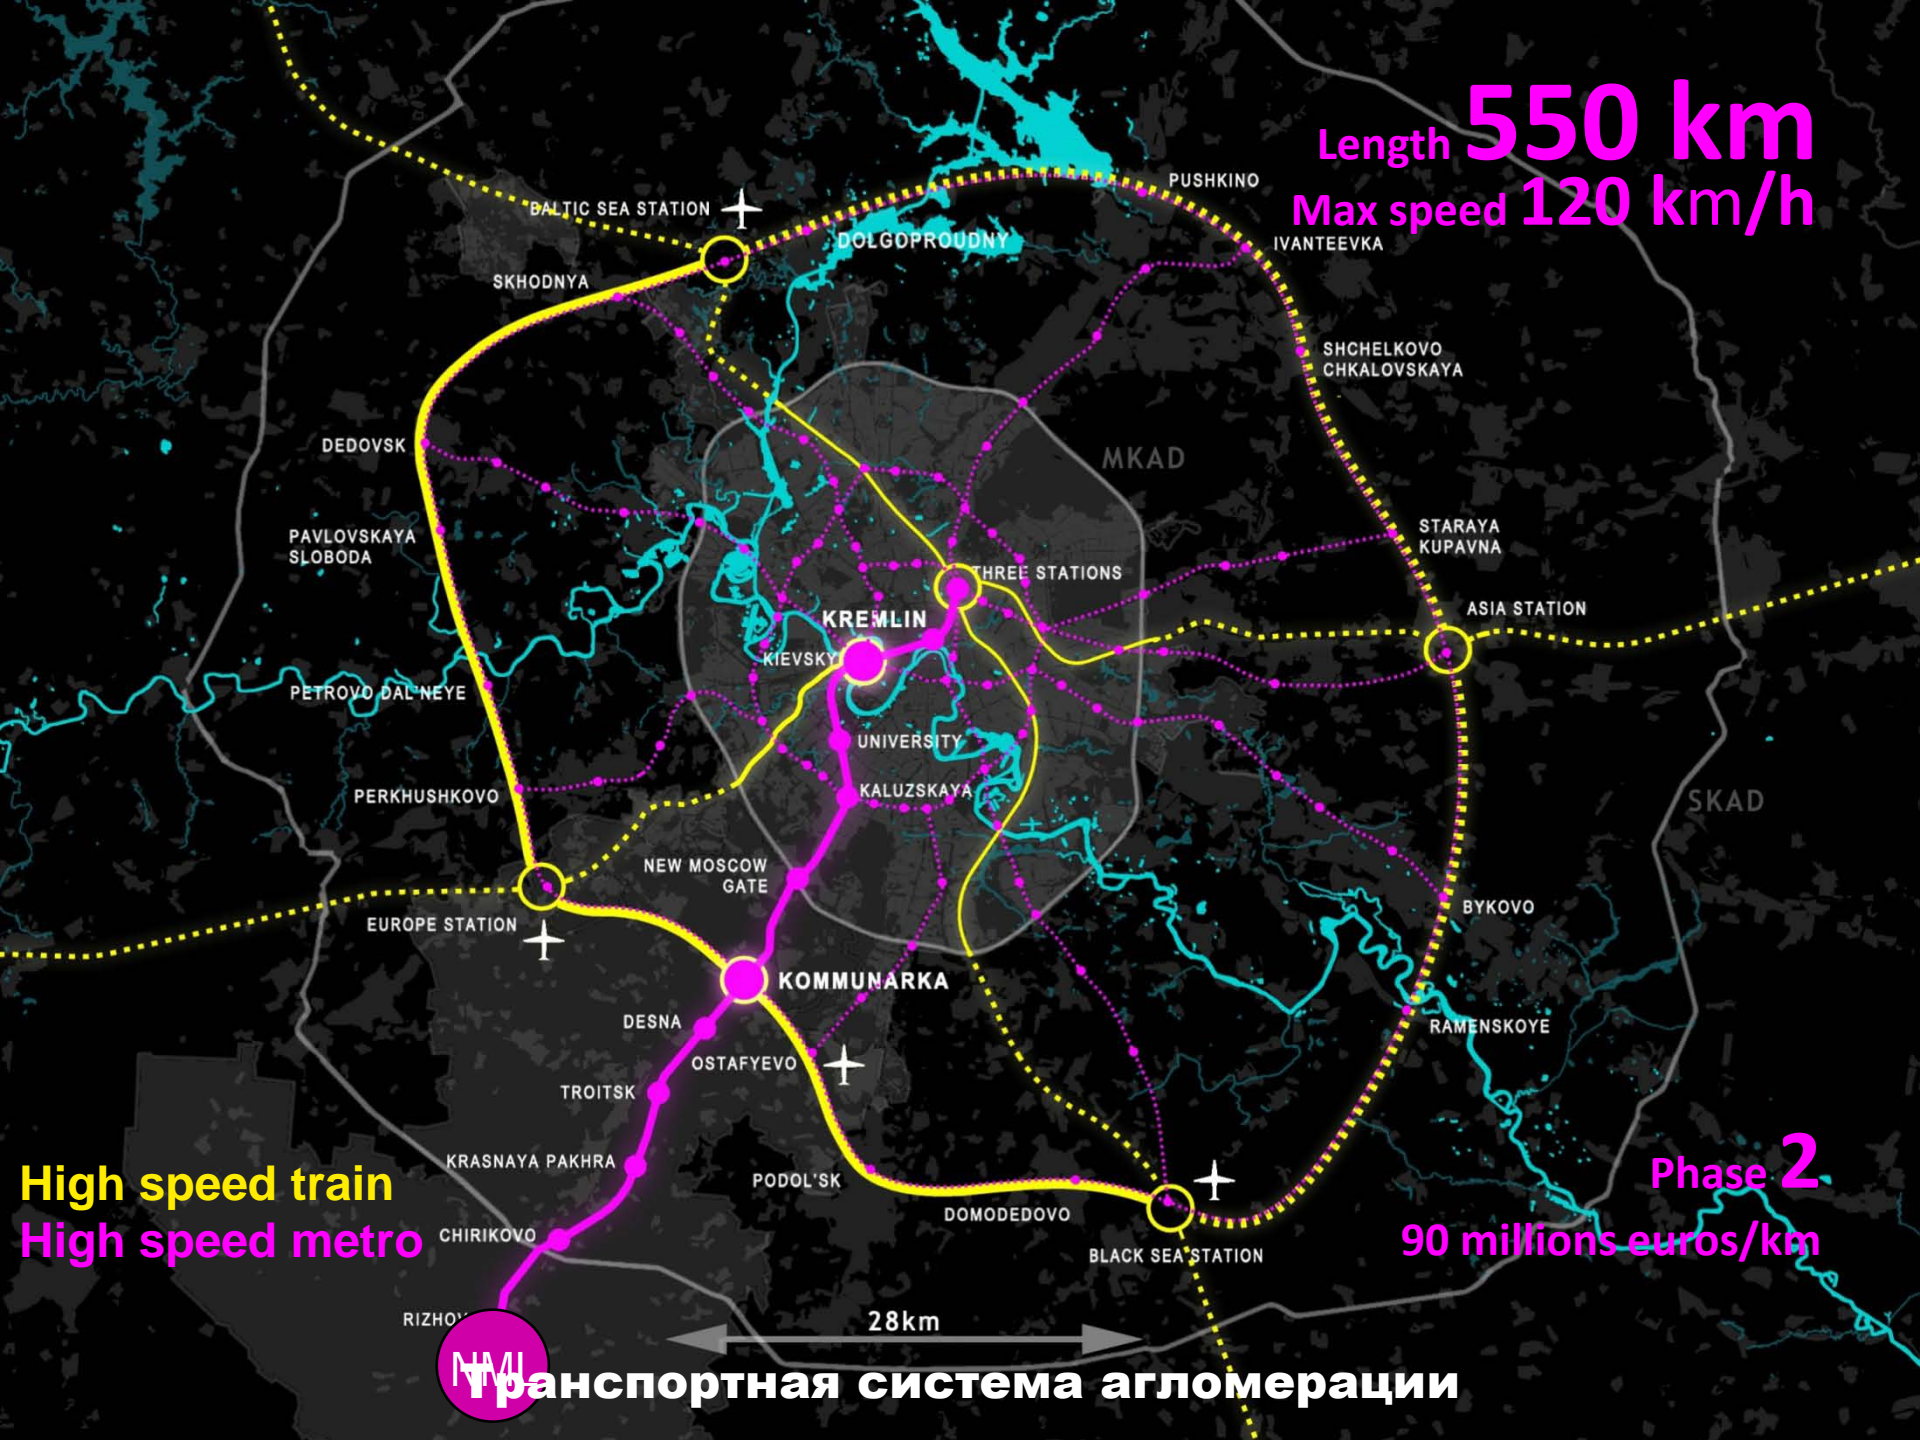 Length 550 km
Max speed 120 km/h
PUSHKINO
BALTIC SEA STATION
DOLGOPROUDNY
IVANTEEVKA
SKHODNYA
SHCHELKOVO
CHKALOVSKAYA
DEDOVSK
MKAD
STARAYA
KUPAVNA
PAVLOVSKAYA
SLOBODA
THREE STATIONS
ASIA STATION
KREMLIN
KIEVSKY
PETROVO DAL'NEYE
UNIVERSITY
KALUZSKAYA
PERKHUSHKOVO
SKAD
NEW MOSCOW
GATE
BYKOVO
EUROPE STATION
KOMMUNARKA
DESNA
RAMENSKOYE
OSTAFYEVO
TROITSK
KRASNAYA PAKHRA
PODOL'SK
Phase 2
High speed train
High speed metro
DOMODEDOVO
CHIRIKOVO
90 millions euros/km
BLACK SEA STATION
28km
NML
Транспортная система агломерации